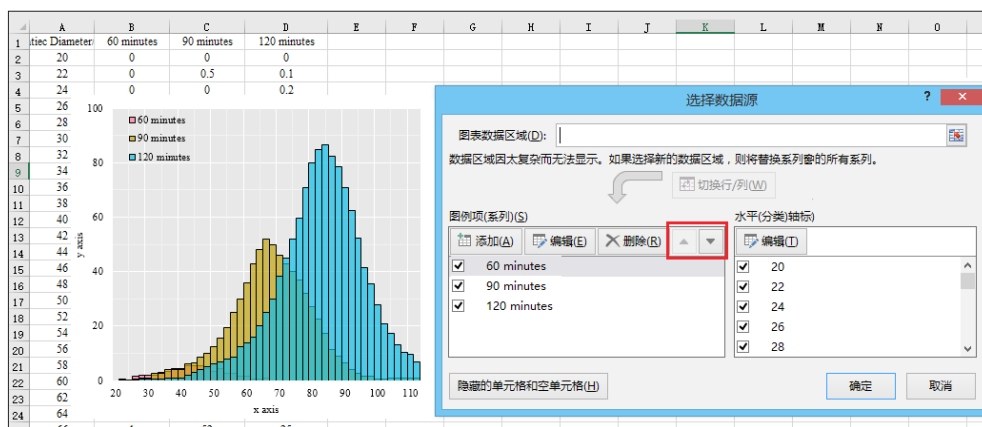 A B C D E F G H I J K L M N O
1 tiec Diameter/ 60 minutes 90 minutes 120 minutes
2 20 0 0 0
3 22 0 0.5 0.1
4 24 0 0 0.2
5 26
6 28
7 30
8 32
9 34
10 36
11 38
12 40
13 42
14 44
15 46
16 48
17 50
18 52
19 54
20 56
21 58
22 60
23 62
24 64
100
80
60
40
20
0
y axis
60 minutes
90 minutes
120 minutes
20 30 40 50 60 70 80 90 100 110
x axis
选择数据源 ? ×
图表数据区域(D):
数据区域因太复杂而无法显示。如果选择新的数据区域，则将替换系列窗的所有系列。
切换行/列(W)
图例项(系列)(S)
添加(A) 编辑(E) 删除(R)
60 minutes
90 minutes
120 minutes
水平(分类)轴标)
编辑(T)
20
22
24
26
28
隐藏的单元格和空单元格(H)
确定 取消